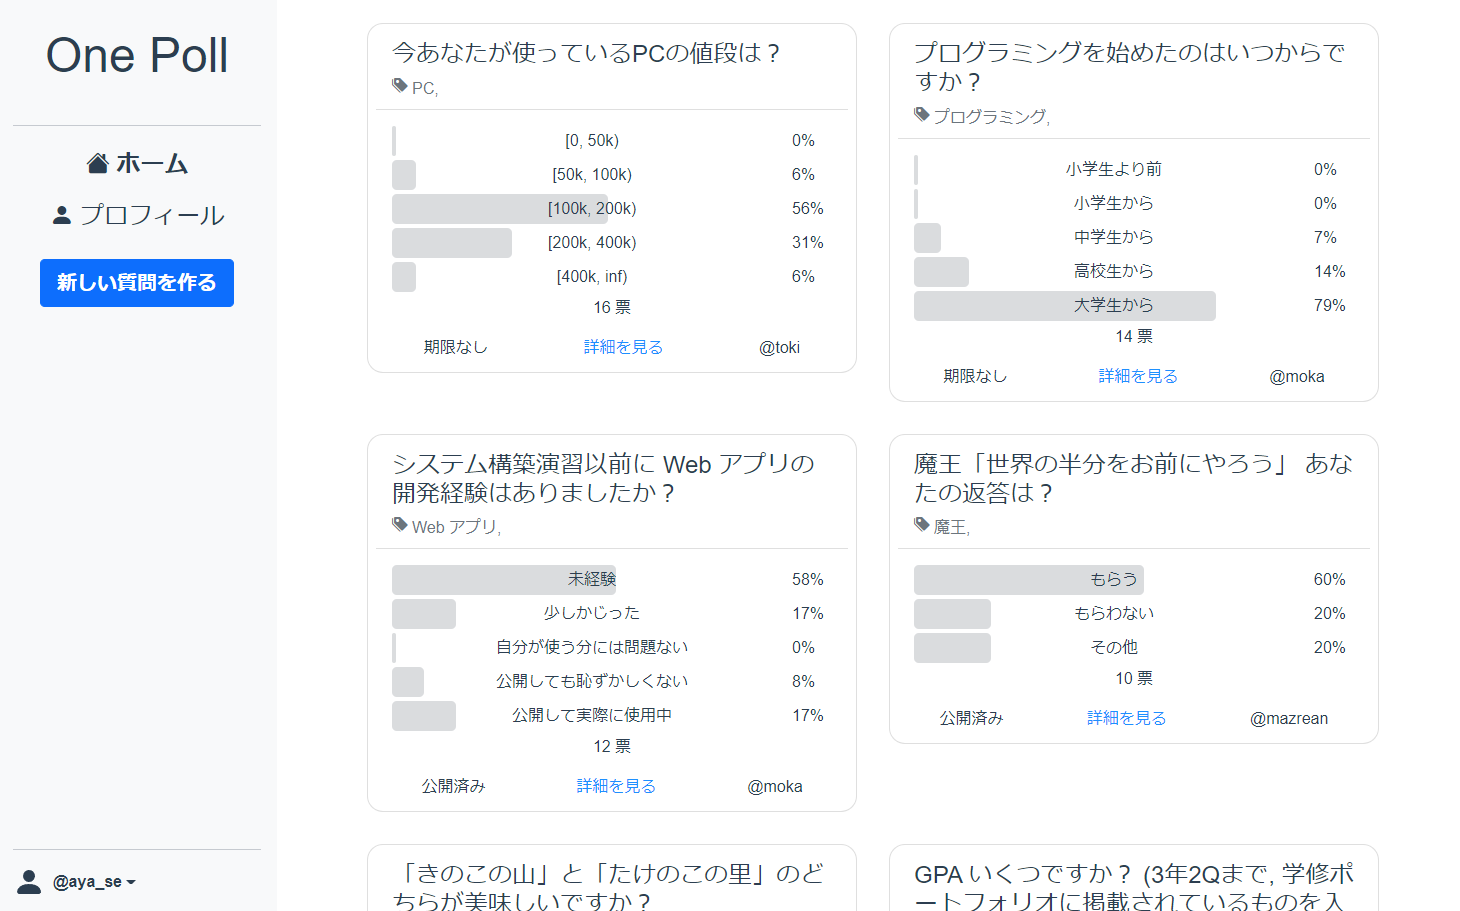 One Poll
ホーム
プロフィール
新しい質問を作る
@aya_se
今あなたが使っているPCの値段は？
PC,
[0, 50k) 0%
[50k, 100k) 6%
[100k, 200k) 56%
[200k, 400k) 31%
[400k, inf) 6%
16 票
期限なし 詳細を見る @toki
プログラミングを始めたのはいつからで
すか？
プログラミング,
小学生より前 0%
小学生から 0%
中学生から 7%
高校生から 14%
大学生から 79%
14 票
期限なし 詳細を見る @moka
システム構築演習以前に Web アプリの
開発経験はありましたか？
Web アプリ,
未経験 58%
少しかじった 17%
自分が使う分には問題ない 0%
公開しても恥ずかしくない 8%
公開して実際に使用中 17%
12 票
公開済み 詳細を見る @moka
魔王「世界の半分をお前にやろう」 あな
たの返答は？
魔王,
もらう 60%
もらわない 20%
その他 20%
10 票
公開済み 詳細を見る @mazrean
「きのこの山」と「たけのこの里」のど
ちらが美味しいですか？
GPA いくつですか？ (3年2Qまで, 学修ポ
ートフォリオに掲載されているものを入